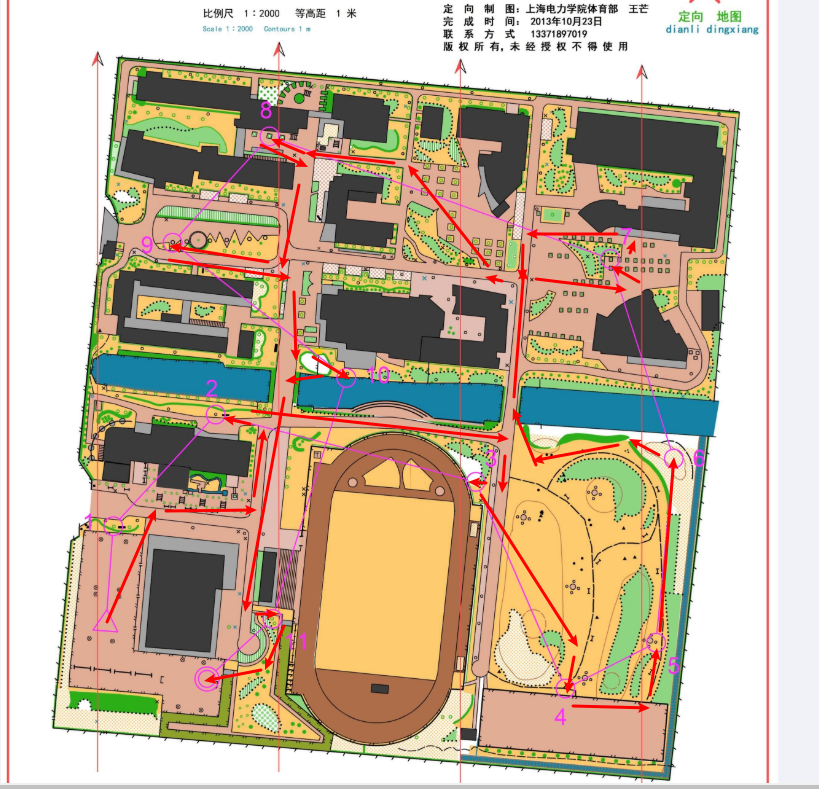 比例尺 1:2000 等高距 1 米
Scale 1:2000 Contours 1 m
定 向 制 图: 上海电力学院体育部 王芒
完 成 时 间: 2013年10月23日
联 系 方 式 13371897019
版 权 所 有, 未 经 授 权 不 得 使 用
定向 地图
dianli dingxiang
8
7
9
10
2
3
6
1
11
5
4